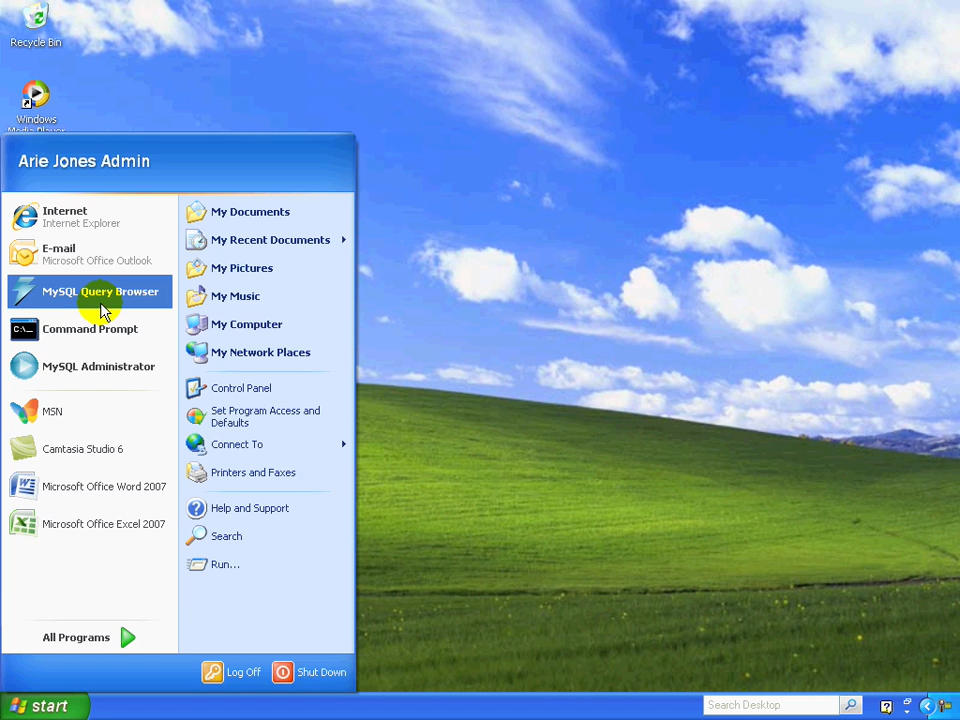 Recycle Bin
Windows
Media Player
Arie Jones Admin
Internet
Internet Explorer
E-mail
Microsoft Office Outlook
MySQL Query Browser
Command Prompt
MySQL Administrator
MSN
Camtasia Studio 6
Microsoft Office Word 2007
Microsoft Office Excel 2007
All Programs
My Documents
My Recent Documents
My Pictures
My Music
My Computer
My Network Places
Control Panel
Set Program Access and
Defaults
Connect To
Printers and Faxes
Help and Support
Search
Run...
Log Off
Shut Down
start
Search Desktop